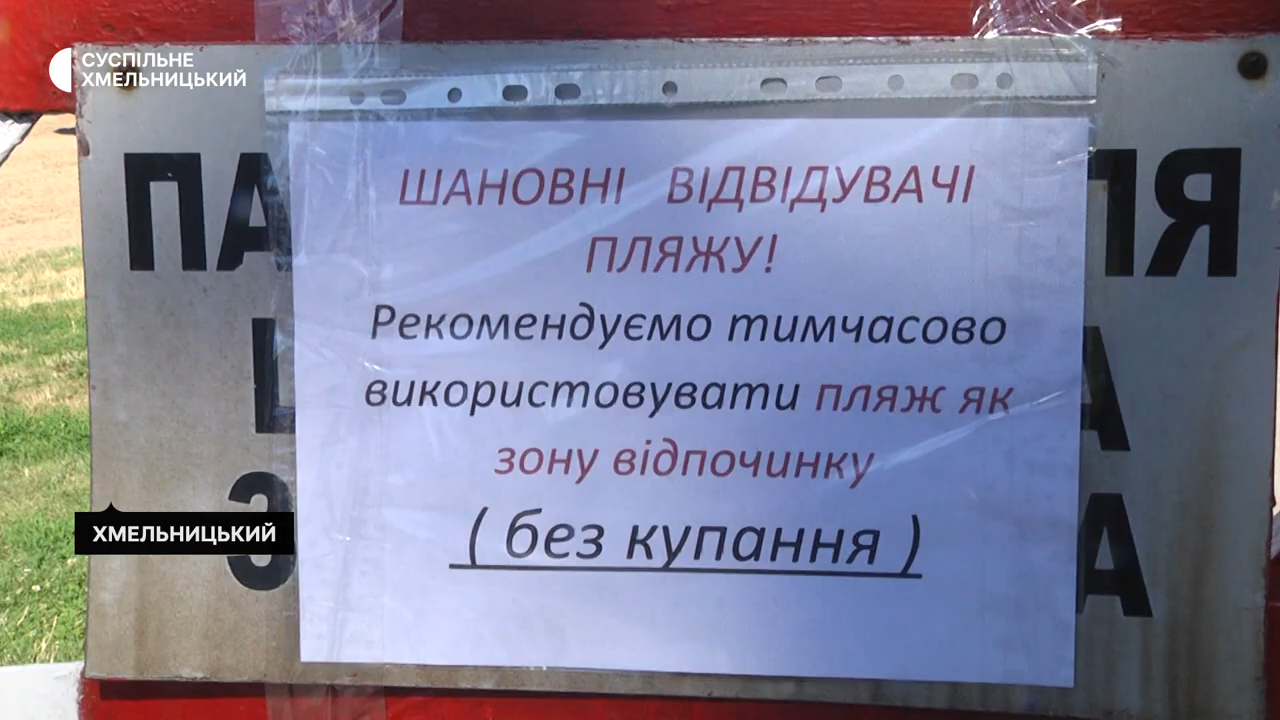 СУСПІЛЬНЕ
ХМЕЛЬНИЦЬКИЙ
ШАНОВНІ ВІДВІДУВАЧІ
ПЛЯЖУ!
Рекомендуємо тимчасово
використовувати пляж як
зону відпочинку
( без купання )
ХМЕЛЬНИЦЬКИЙ